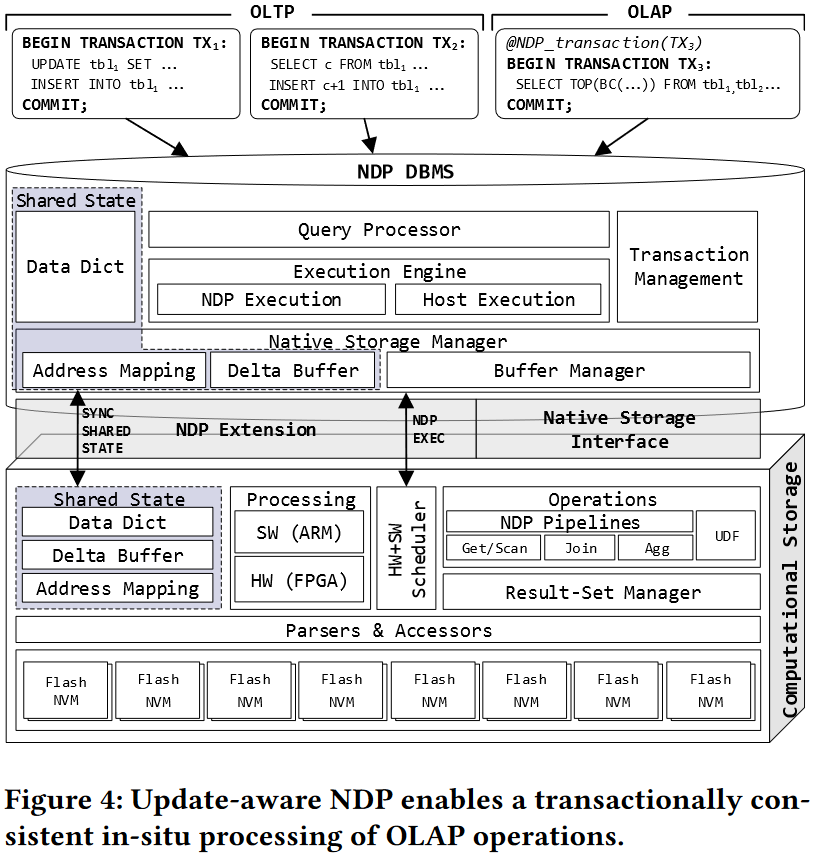 OLTP
OLAP
BEGIN TRANSACTION TX₁:
UPDATE tbl₁ SET ...
INSERT INTO tbl₁ ...
COMMIT;
BEGIN TRANSACTION TX₂:
SELECT c FROM tbl₁ ...
INSERT c+1 INTO tbl₁ ...
COMMIT;
@NDP_transaction(TX₃)
BEGIN TRANSACTION TX₃:
SELECT TOP(BC(...)) FROM tbl₁,tbl₂...
COMMIT;
NDP DBMS
Shared State
Data Dict
Query Processor
Execution Engine
NDP Execution
Host Execution
Transaction
Management
Native Storage Manager
Address Mapping
Delta Buffer
Buffer Manager
SYNC
SHARED
STATE
NDP Extension
NDP
EXEC
Native Storage
Interface
Shared State
Data Dict
Delta Buffer
Address Mapping
Processing
SW (ARM)
HW (FPGA)
HW+SW
Scheduler
Operations
NDP Pipelines
Get/Scan
Join
Agg
UDF
Result-Set Manager
Parsers & Accessors
Flash
NVM
Flash
NVM
Flash
NVM
Flash
NVM
Flash
NVM
Flash
NVM
Flash
NVM
Flash
NVM
Computational Storage
Figure 4: Update-aware NDP enables a transactionally con-
sistent in-situ processing of OLAP operations.